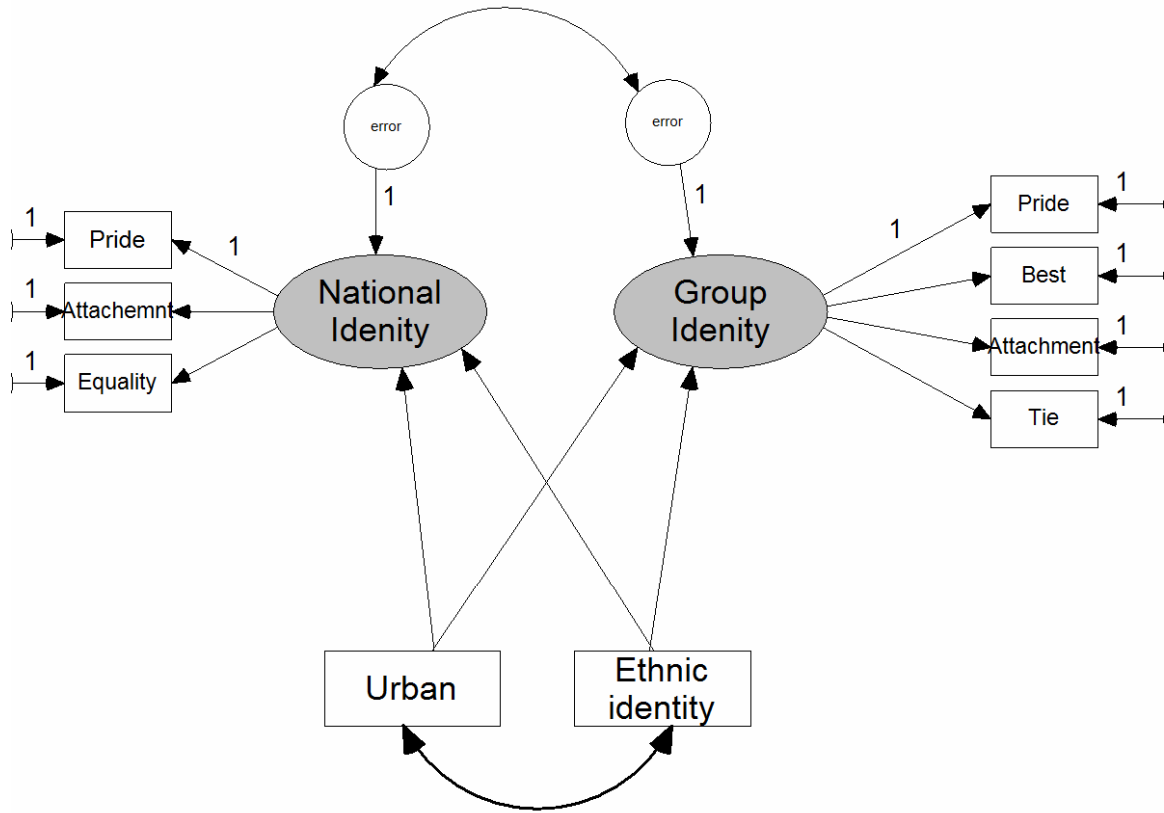 error
error
1
1
1
Pride
1
National
Idenity
1
Attachemnt
1
Equality
Group
Idenity
1
Pride
1
Best
1
Attachment
1
Tie
1
Urban
Ethnic
identity